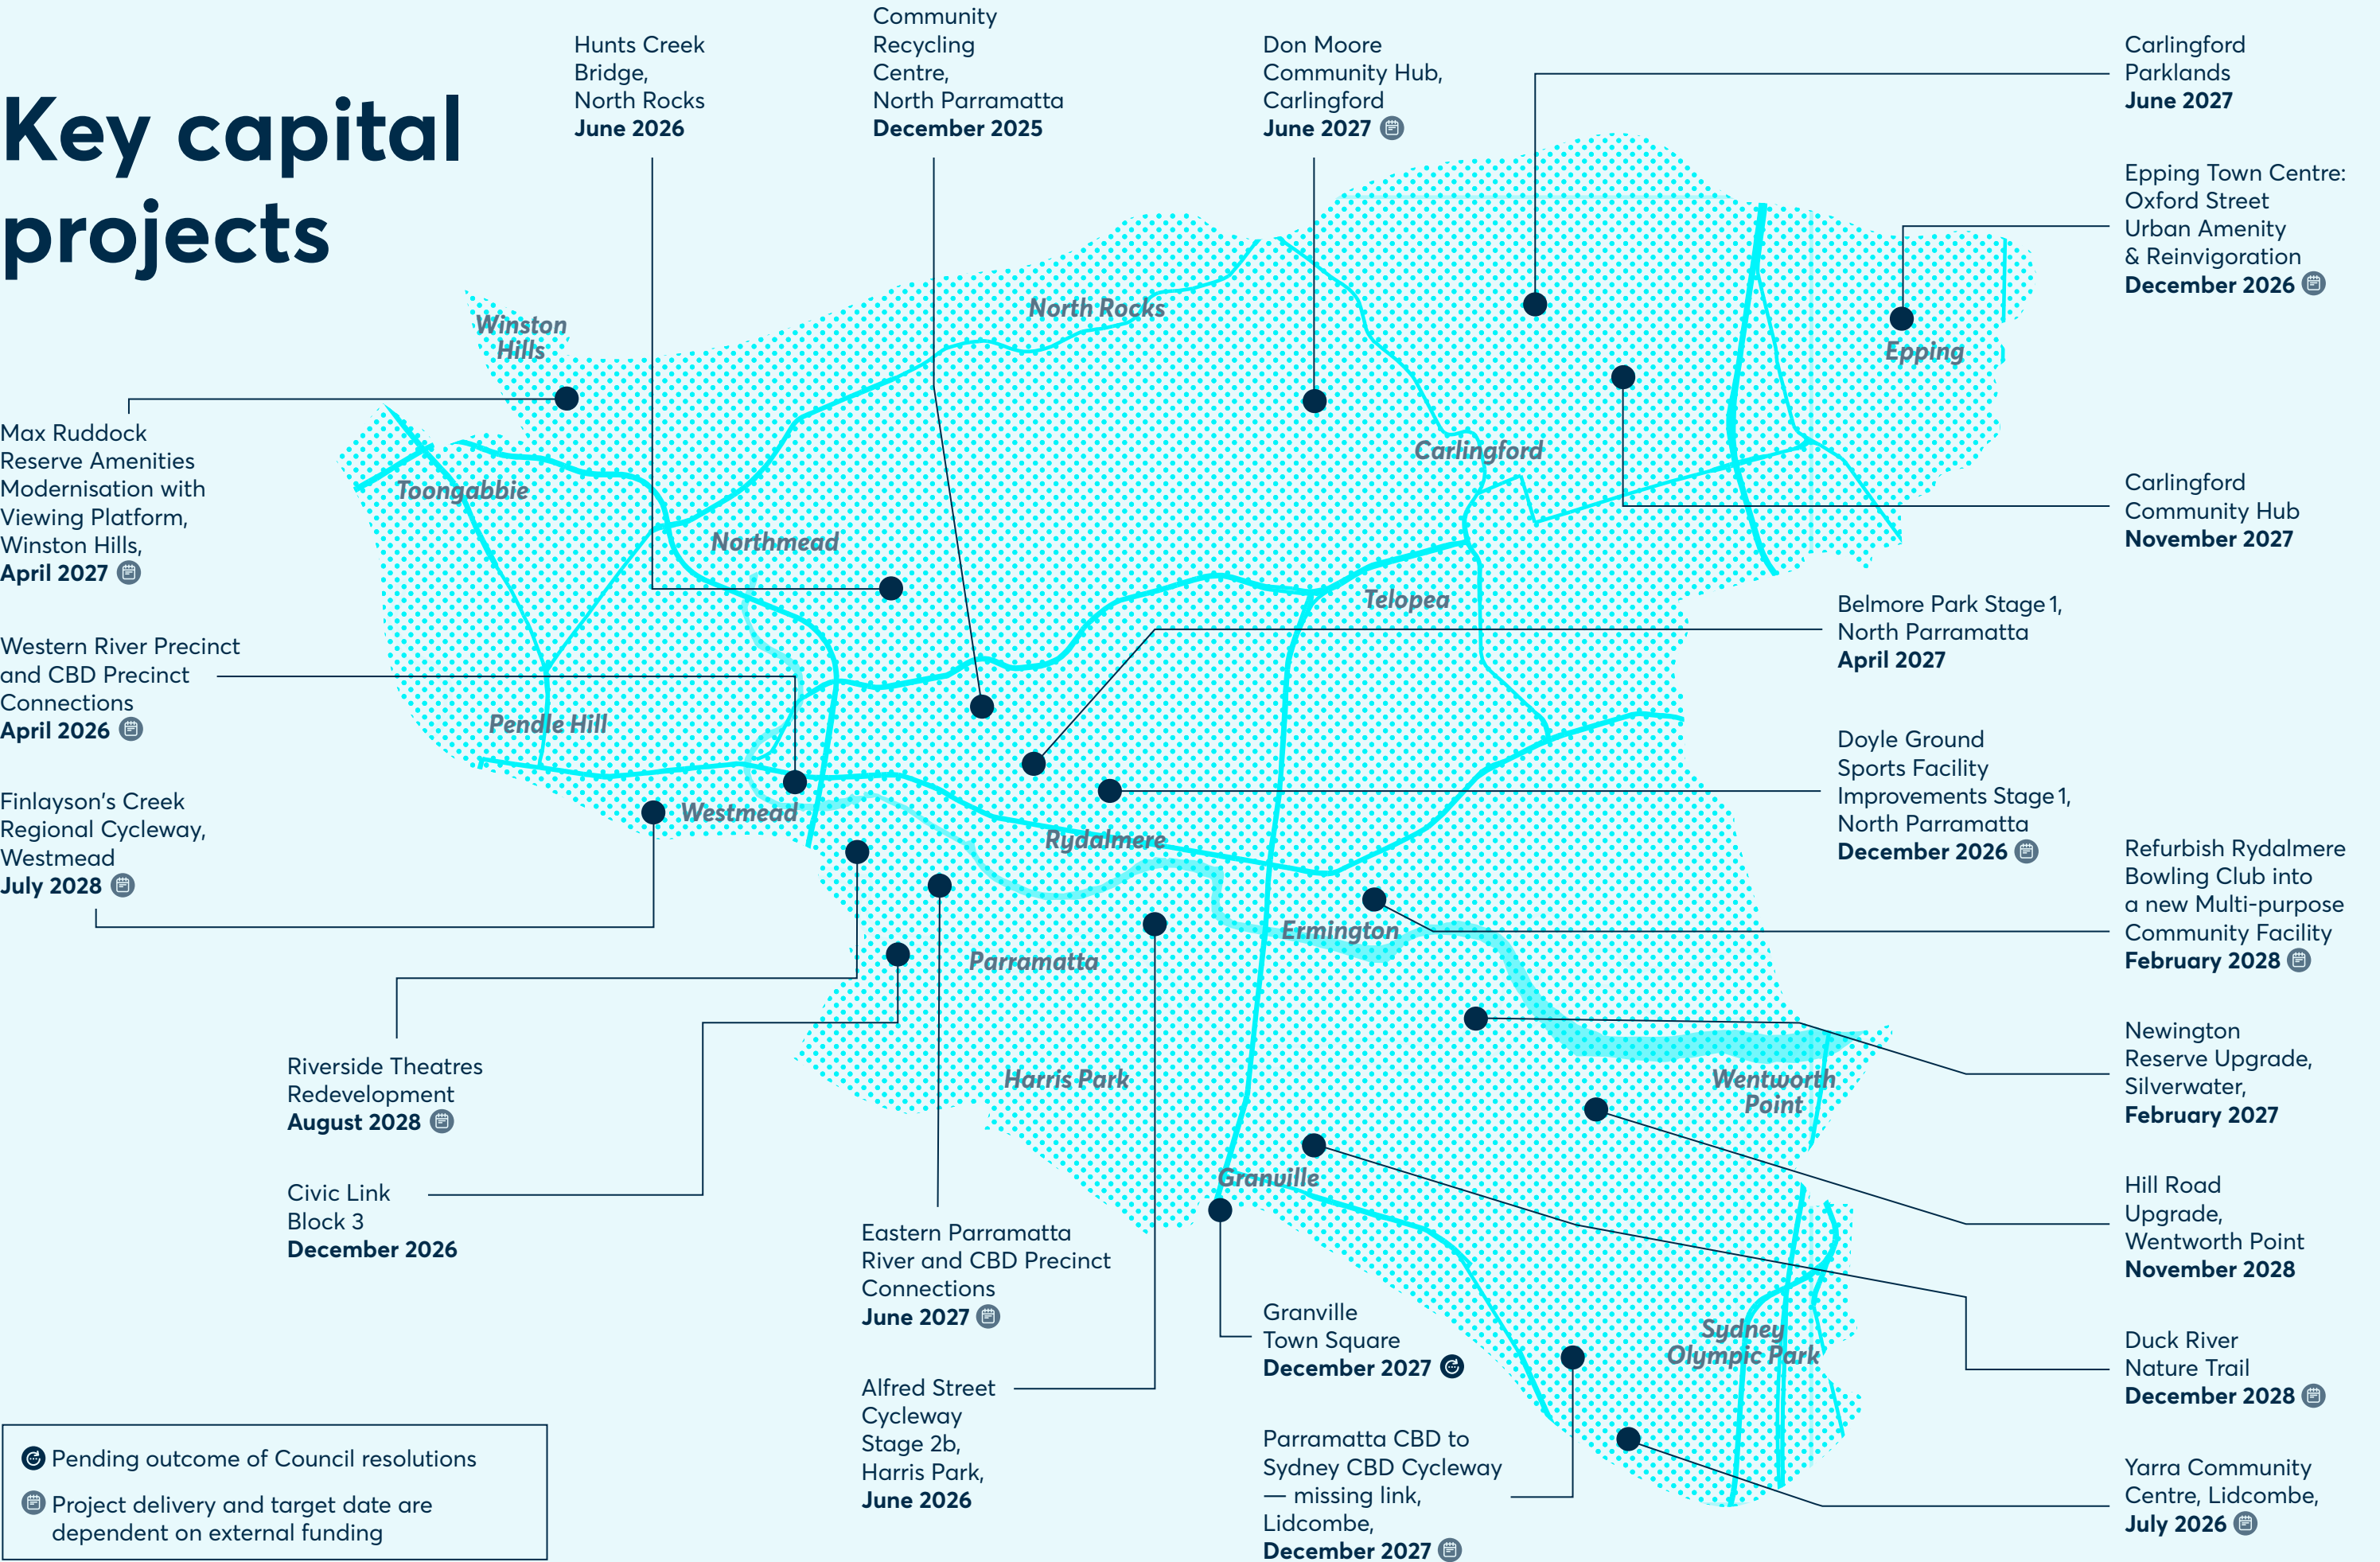 Key capital
projects
Hunts Creek
Bridge,
North Rocks
June 2026
Community
Recycling
Centre,
North Parramatta
December 2025
Don Moore
Community Hub,
Carlingford
June 2027
Carlingford
Parklands
June 2027
Epping Town Centre:
Oxford Street
Urban Amenity
& Reinvigoration
December 2026
Carlingford
Community Hub
November 2027
Belmore Park Stage 1,
North Parramatta
April 2027
Doyle Ground
Sports Facility
Improvements Stage 1,
North Parramatta
December 2026
Refurbish Rydalmere
Bowling Club into
a new Multi-purpose
Community Facility
February 2028
Newington
Reserve Upgrade,
Silverwater,
February 2027
Hill Road
Upgrade,
Wentworth Point
November 2028
Duck River
Nature Trail
December 2028
Yarra Community
Centre, Lidcombe,
July 2026
Max Ruddock
Reserve Amenities
Modernisation with
Viewing Platform,
Winston Hills,
April 2027
Western River Precinct
and CBD Precinct
Connections
April 2026
Finlayson's Creek
Regional Cycleway,
Westmead
July 2028
Riverside Theatres
Redevelopment
August 2028
Civic Link
Block 3
December 2026
Eastern Parramatta
River and CBD Precinct
Connections
June 2027
Alfred Street
Cycleway
Stage 2b,
Harris Park,
June 2026
Granville
Town Square
December 2027
Parramatta CBD to
Sydney CBD Cycleway
— missing link,
Lidcombe,
December 2027
Winston
Hills
North Rocks
Epping
Carlingford
Toongabbie
Northmead
Telopea
Pendle Hill
Westmead
Rydalmere
Ermington
Parramatta
Harris Park
Wentworth
Point
Granville
Sydney
Olympic Park
Pending outcome of Council resolutions
Project delivery and target date are
dependent on external funding